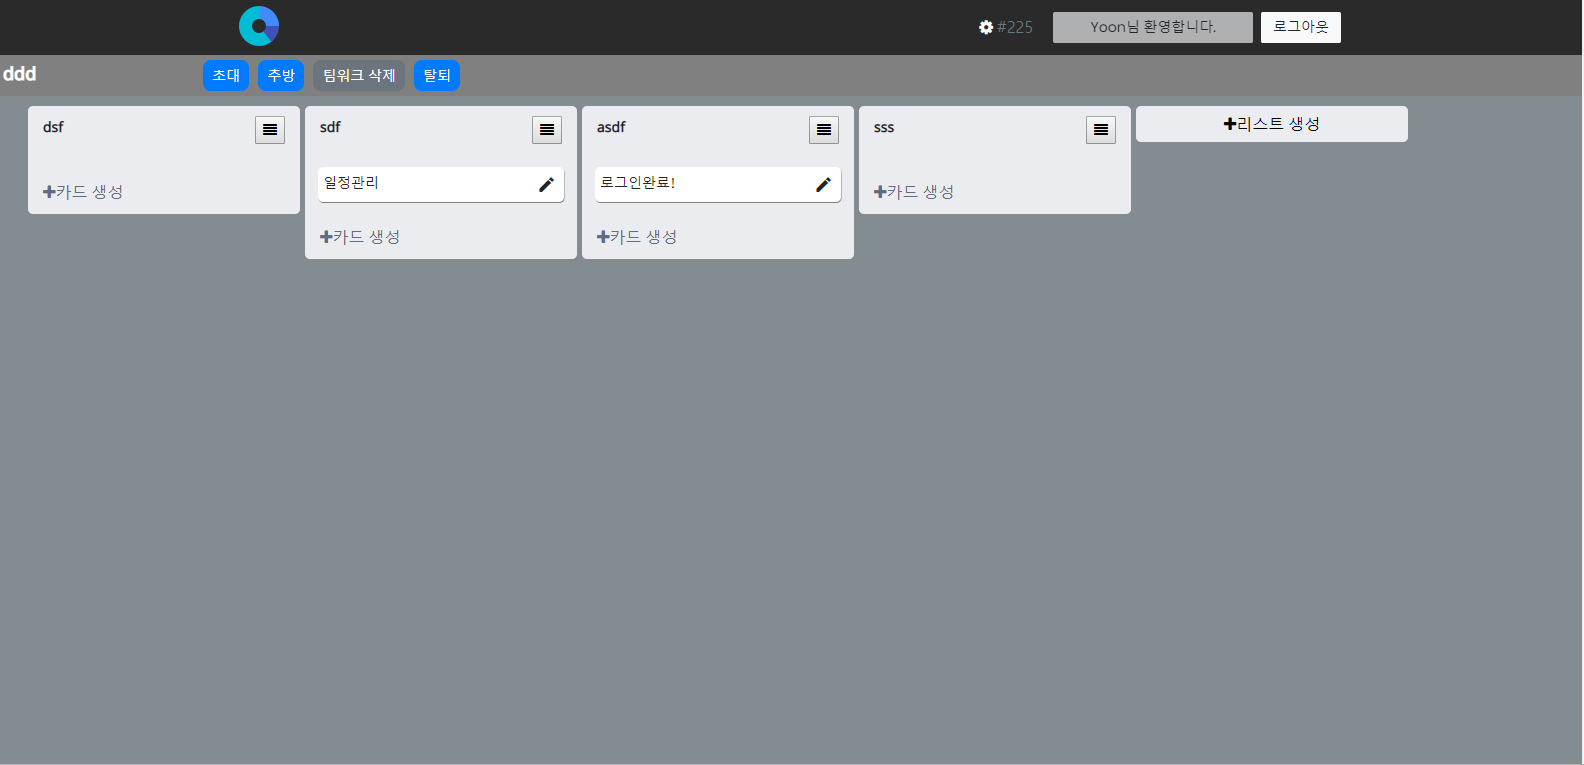 #225
Yoon님 환영합니다.
로그아웃
ddd
초대
추방
팀워크 삭제
탈퇴
dsf
카드 생성
sdf
일정관리
카드 생성
asdf
로그인완료!
카드 생성
sss
카드 생성
리스트 생성